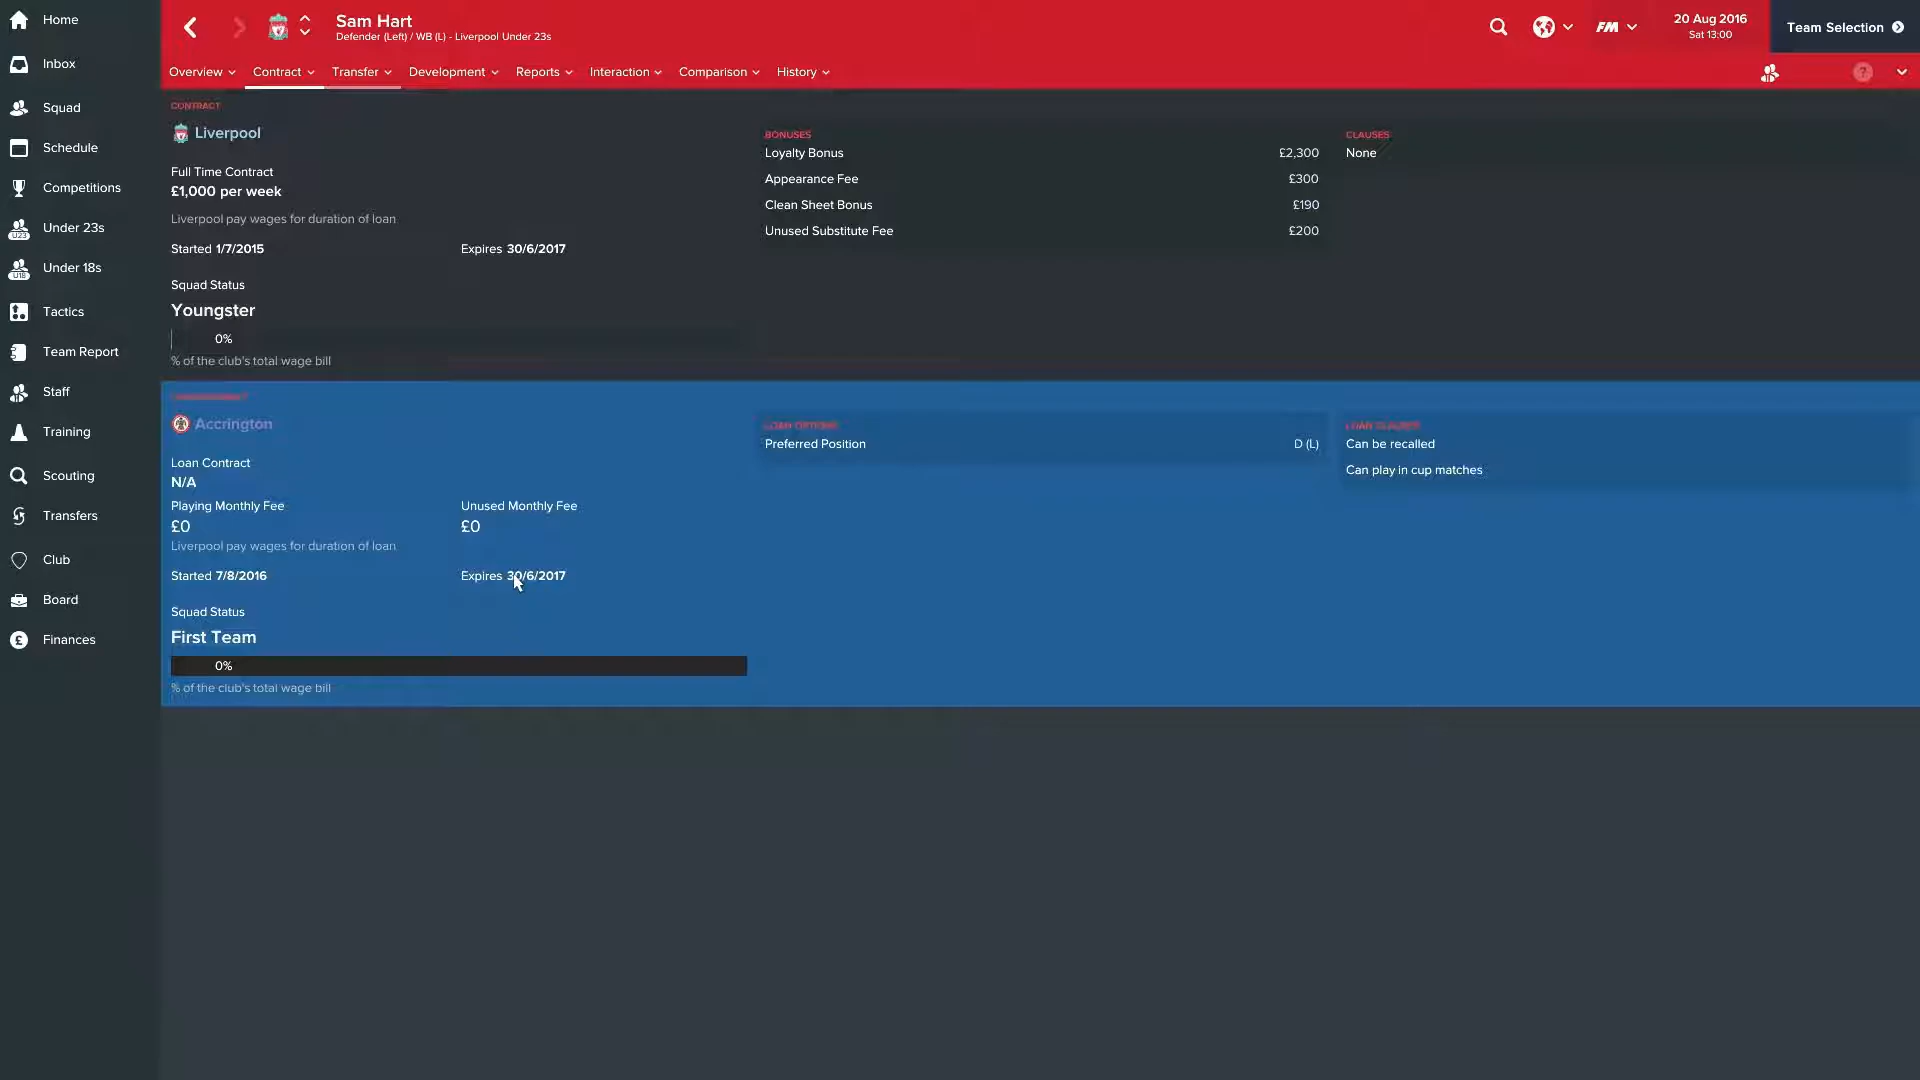 Home
Inbox
Squad
Schedule
Competitions
Under 23s
Under 18s
Tactics
Team Report
Staff
Training
Scouting
Transfers
Club
Board
Finances
Sam Hart
Defender (Left) / WB (L) - Liverpool Under 23s
FM
20 Aug 2016
Sat 13:00
Team Selection
Overview Contract Transfer Development Reports Interaction Comparison History
CONTRACT
Liverpool
Full Time Contract
£1,000 per week
Liverpool pay wages for duration of loan
Started 1/7/2015 Expires 30/6/2017
Squad Status
Youngster
0%
% of the club's total wage bill
BONUSES
Loyalty Bonus £2,300
Appearance Fee £300
Clean Sheet Bonus £190
Unused Substitute Fee £200
CLAUSES
None
Accrington
Loan Contract
N/A
Playing Monthly Fee Unused Monthly Fee
£0 £0
Liverpool pay wages for duration of loan
Started 7/8/2016 Expires 30/6/2017
Squad Status
First Team
0%
% of the club's total wage bill
LOAN OPTIONS
Preferred Position D (L)
LOAN CLAUSES
Can be recalled
Can play in cup matches